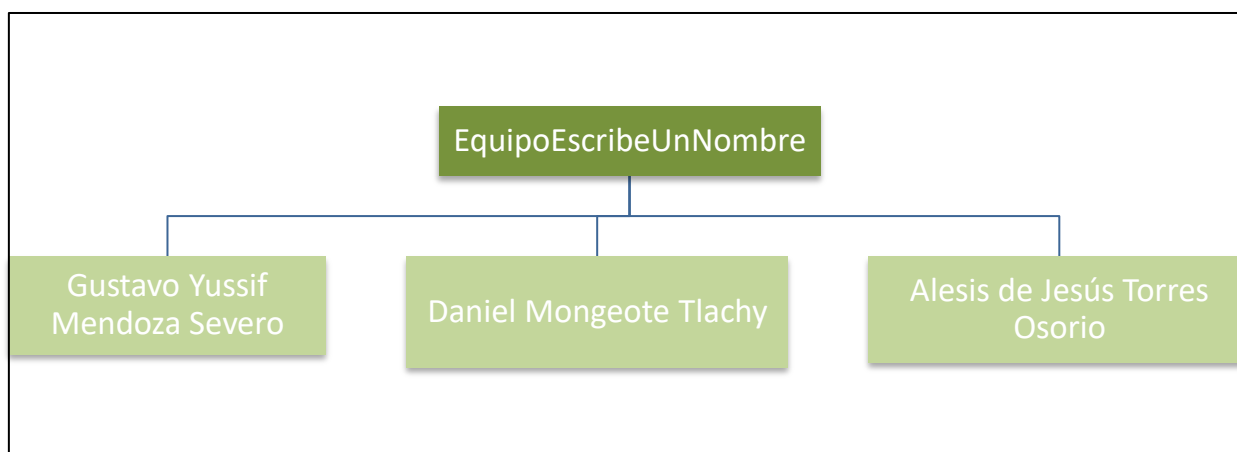 EquipoEscribeUnNombre
Gustavo Yussif
Mendoza Severo
Daniel Mongeote Tlachy
Alesis de Jesús Torres
Osorio